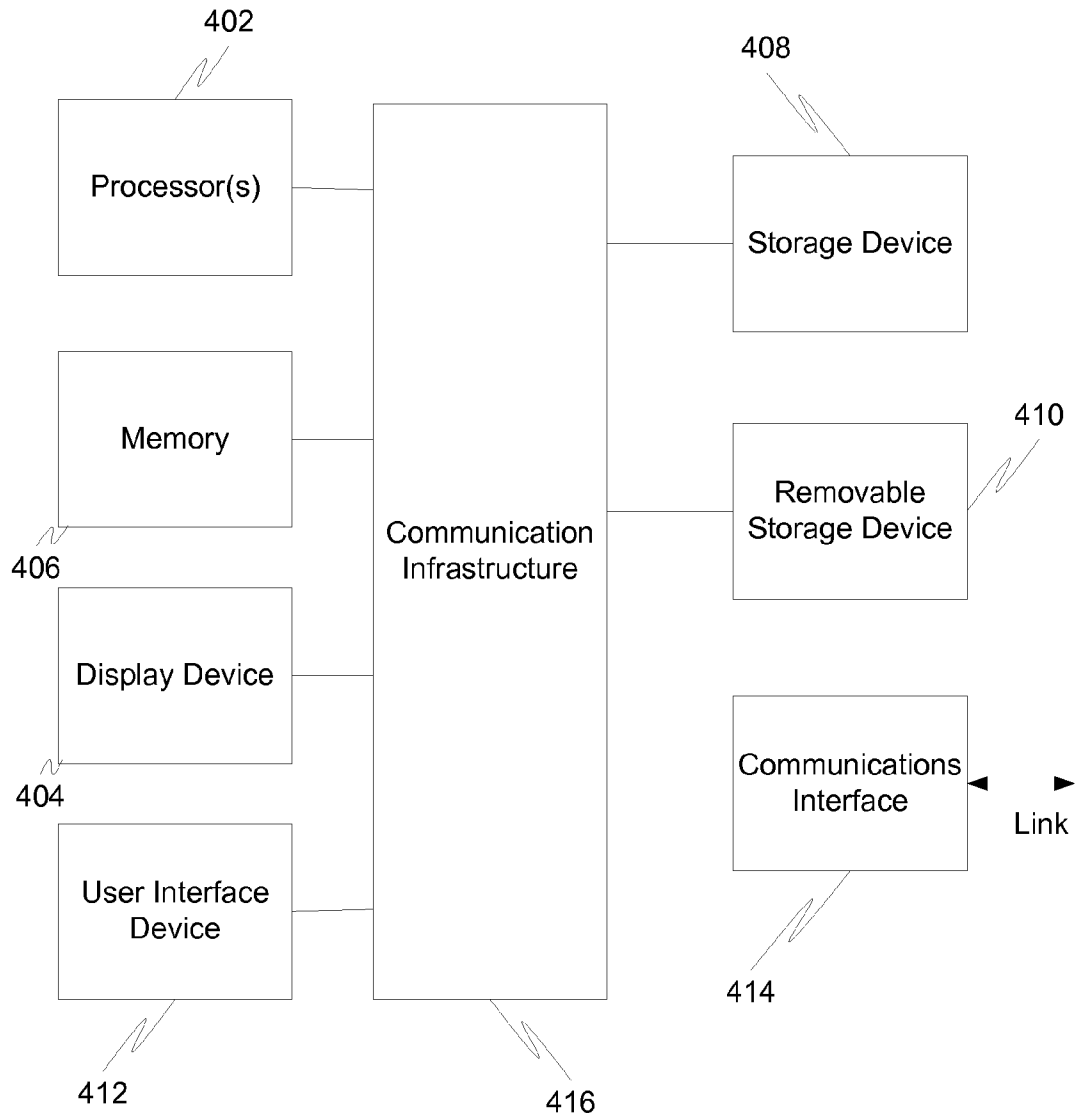 402
408
Processor(s)
Storage Device
Memory
410
Removable
Storage Device
406
Communication
Infrastructure
Display Device
404
Communications
Interface
Link
User Interface
Device
414
412
416